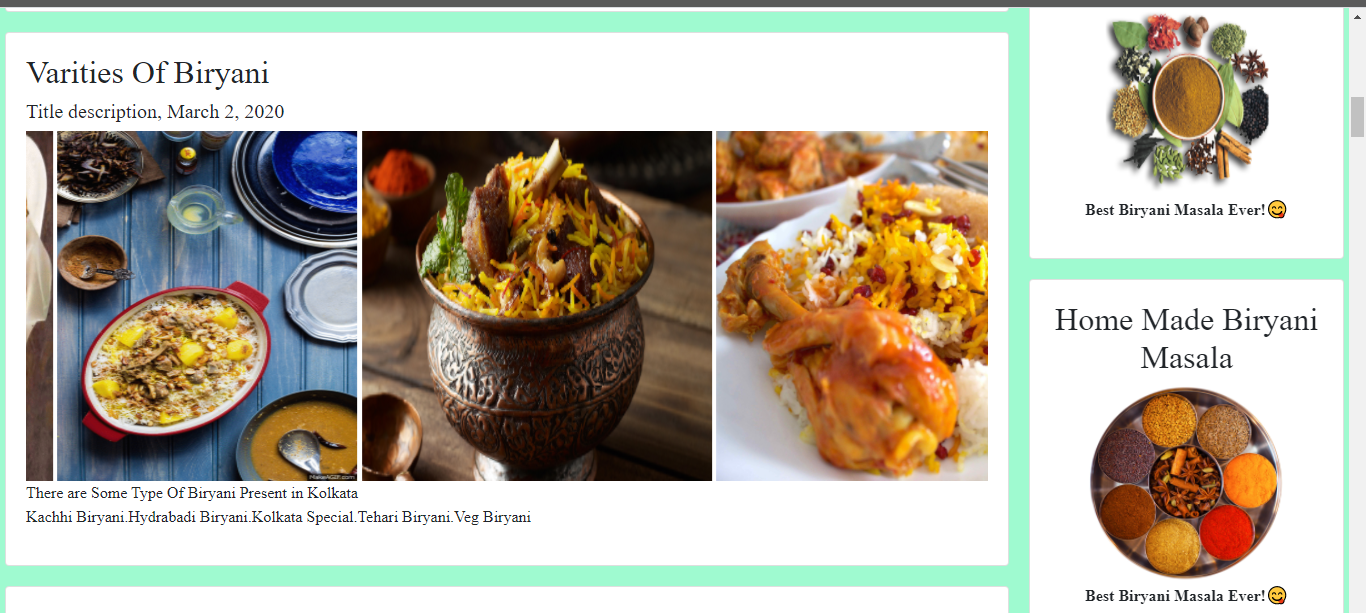 Varities Of Biryani
Title description, March 2, 2020
MakeAGIF.com
There are Some Type Of Biryani Present in Kolkata
Kachhi Biryani.Hydrabadi Biryani.Kolkata Special.Tehari Biryani.Veg Biryani
Best Biryani Masala Ever!😋
Home Made Biryani
Masala
Best Biryani Masala Ever!😋